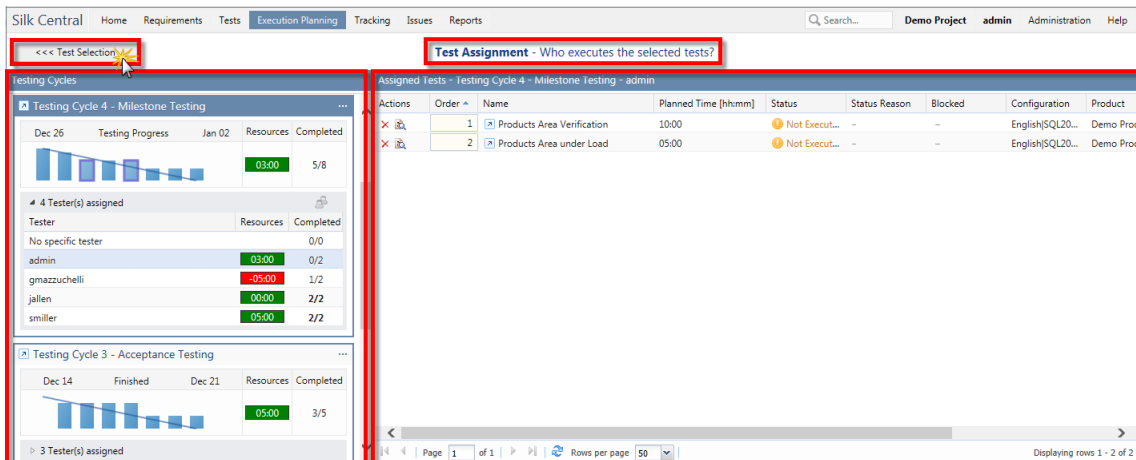 Silk Central Home Requirements Tests Execution Planning Tracking Issues Reports Search... Demo Project admin Administration Help
<<< Test Selection
Test Assignment - Who executes the selected tests?
Testing Cycles
Testing Cycle 4 - Milestone Testing ...
Dec 26 Testing Progress Jan 02 Resources Completed
03:00 5/8
4 Tester(s) assigned
Tester Resources Completed
No specific tester 0/0
admin 03:00 0/2
gmazzuchelli -05:00 1/2
jallen 00:00 2/2
smiller 05:00 2/2
Testing Cycle 3 - Acceptance Testing ...
Dec 14 Finished Dec 21 Resources Completed
05:00 3/5
3 Tester(s) assigned
Assigned Tests - Testing Cycle 4 - Milestone Testing - admin
Actions Order Name Planned Time [hh:mm] Status Status Reason Blocked Configuration Product
1 Products Area Verification 10:00 Not Execut... – – English|SQL20... Demo Prod
2 Products Area under Load 05:00 Not Execut... – – English|SQL20... Demo Prod
Page 1 of 1 Rows per page 50 Displaying rows 1 - 2 of 2